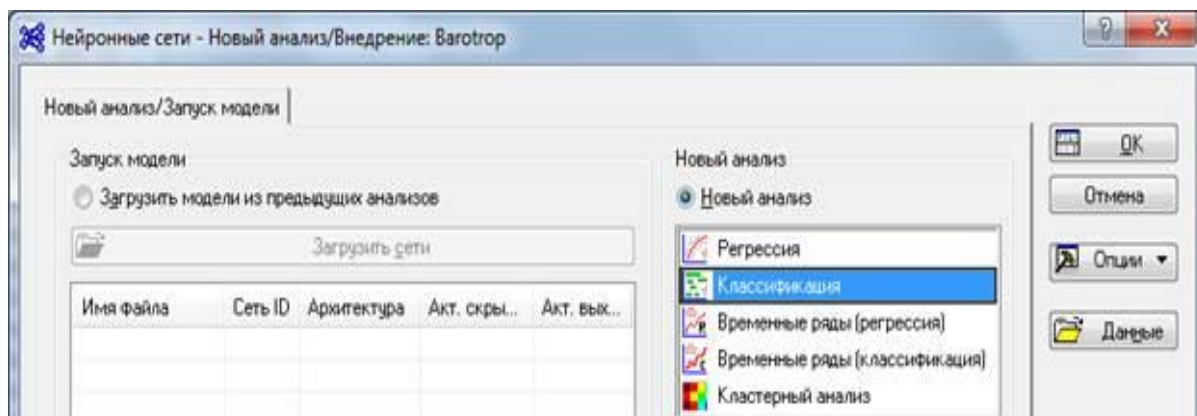 Нейронные сети - Новый анализ/Внедрение: Barotrop
Новый анализ/Запуск модели
Запуск модели
Загрузить модели из предыдущих анализов
Загрузить сети
Имя файла Сеть ID Архитектура Акт. скры... Акт. вых...
Новый анализ
Новый анализ
Регрессия
Классификация
Временные ряды (регрессия)
Временные ряды (классификация)
Кластерный анализ
OK
Отмена
Опции
Данные